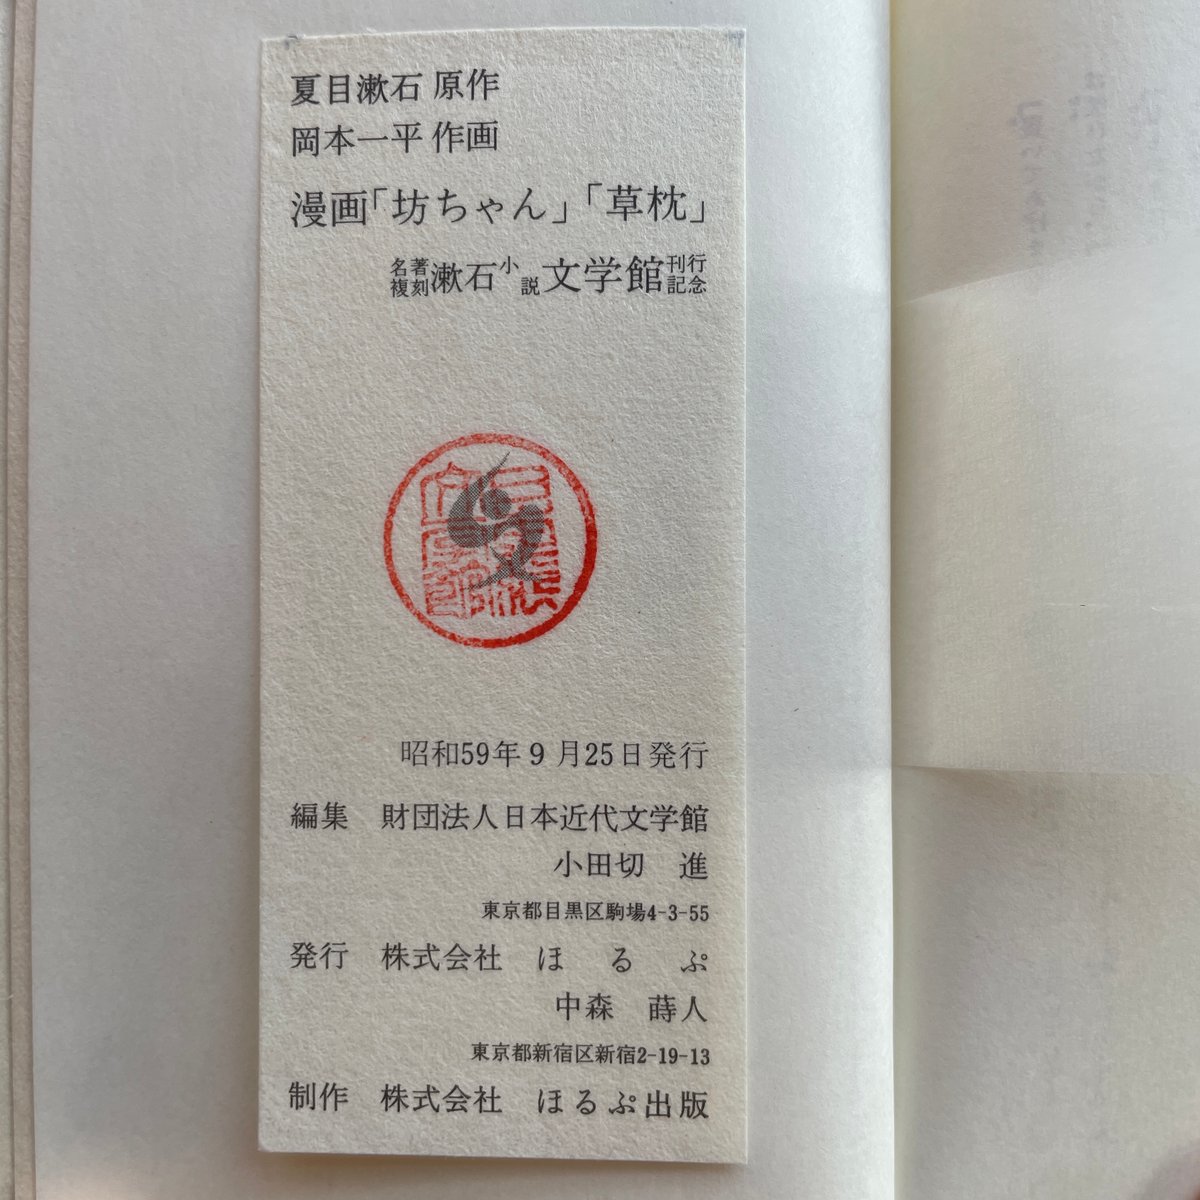 夏目漱石 原作
岡本一平 作画
漫画「坊ちゃん」「草枕」
名著複刻漱石小説文学館刊行記念
昭和59年9月25日発行
編集 財団法人日本近代文学館
小田切 進
東京都目黒区駒場4-3-55
発行 株式会社 ほるぷ
中森 蒔人
東京都新宿区新宿2-19-13
制作 株式会社 ほるぷ出版